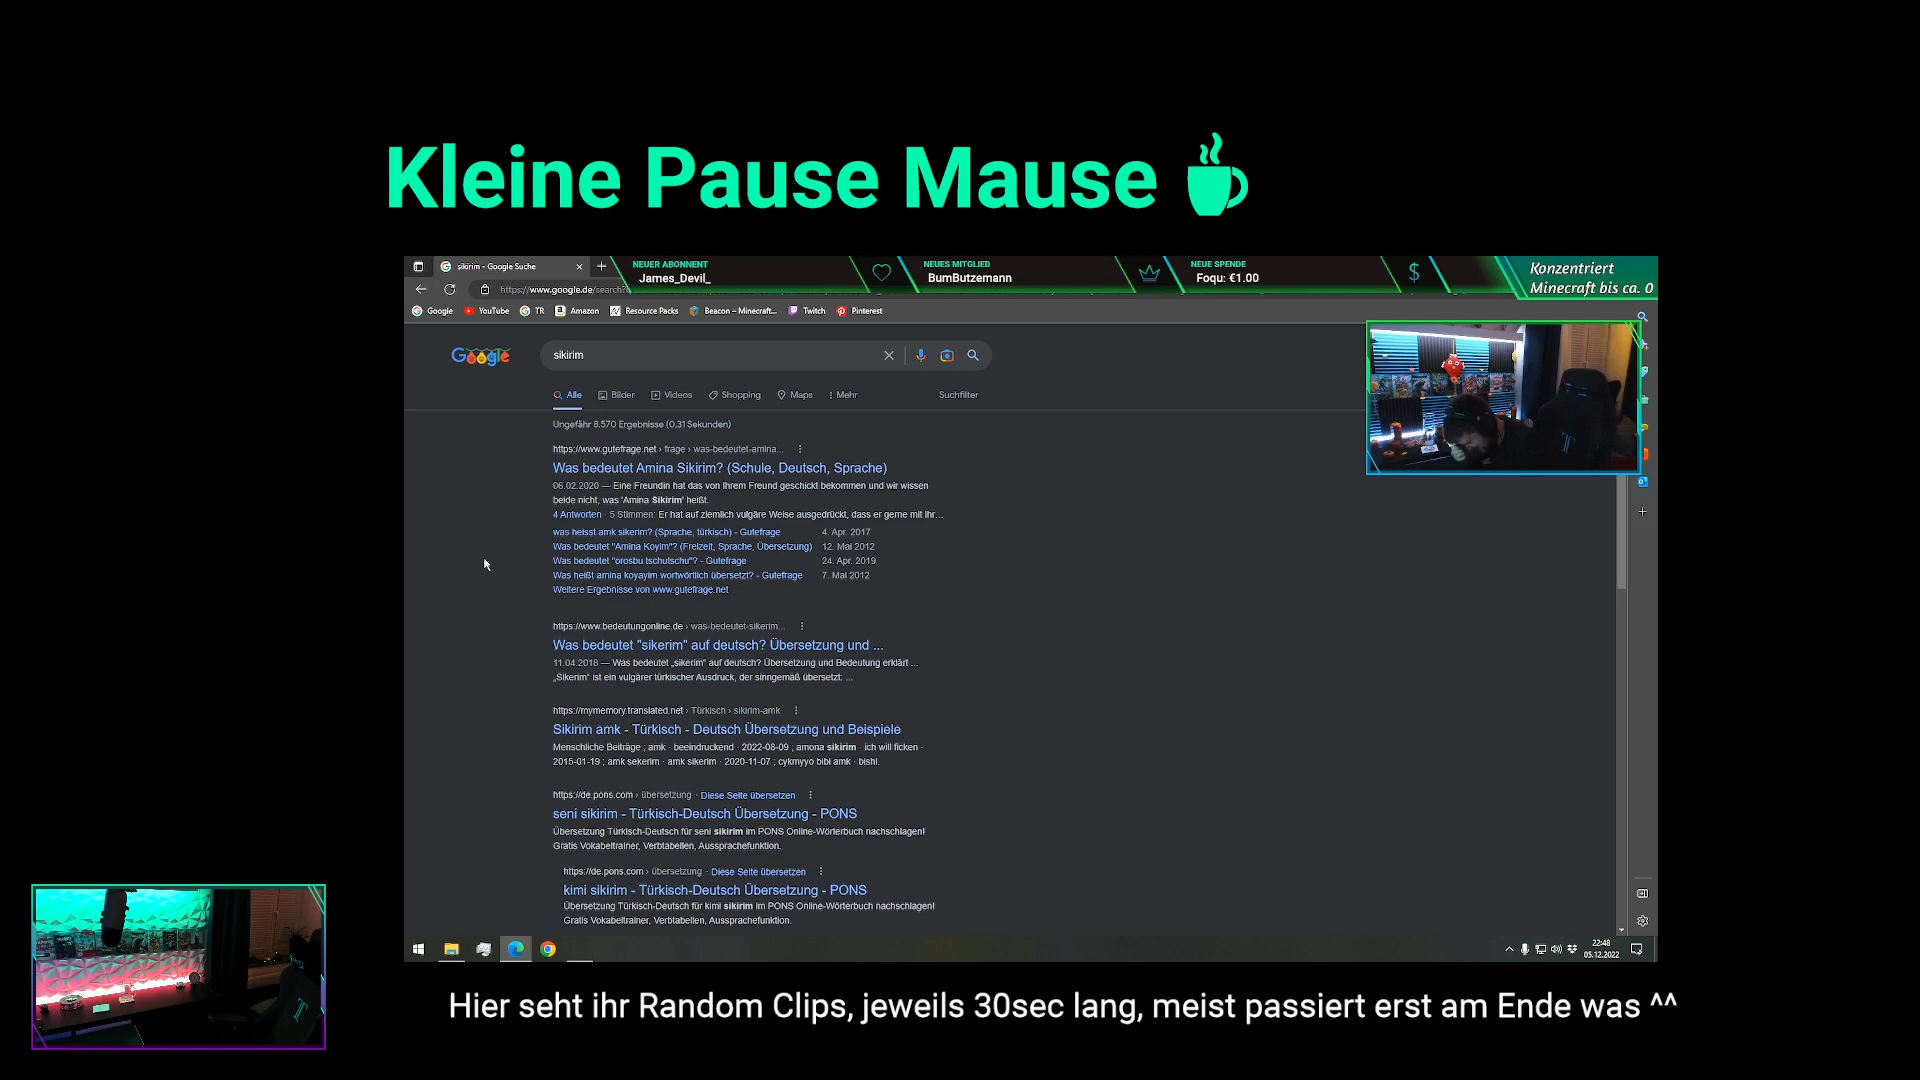 Kleine Pause Mause
sikirim - Google Suche
NEUER ABONNENT
James_Devil_
NEUES MITGLIED
BumButzemann
NEUE SPENDE
Foqu: €1.00
Konzentriert
Minecraft bis ca. 0
https://www.google.de/search?
Google YouTube TR Amazon Resource Packs Beacon – Minecraft... Twitch Pinterest
Google
sikirim
Alle Bilder Videos Shopping Maps Mehr Suchfilter
Ungefähr 8.570 Ergebnisse (0,31 Sekunden)
https://www.gutefrage.net › frage › was-bedeutet-amina...
Was bedeutet Amina Sikirim? (Schule, Deutsch, Sprache)
06.02.2020 — Eine Freundin hat das von Ihrem Freund geschickt bekommen und wir wissen
beide nicht, was 'Amina Sikirim' heißt.
4 Antworten · 5 Stimmen: Er hat auf ziemlich vulgäre Weise ausgedrückt, dass er gerne mit ihr...
was heisst amk sikerim? (Sprache, türkisch) - Gutefrage 4. Apr. 2017
Was bedeutet "Amina Koyim"? (Freizeit, Sprache, Übersetzung) 12. Mai 2012
Was bedeutet "orosbu tschutschu"? - Gutefrage 24. Apr. 2019
Was heißt amina koyayim wortwörtlich übersetzt? - Gutefrage 7. Mai 2012
Weitere Ergebnisse von www.gutefrage.net
https://www.bedeutungonline.de › was-bedeutet-sikerim...
Was bedeutet "sikerim" auf deutsch? Übersetzung und ...
11.04.2018 — Was bedeutet „sikerim" auf deutsch? Übersetzung und Bedeutung erklärt ...
„Sikerim" ist ein vulgärer türkischer Ausdruck, der sinngemäß übersetzt: ...
https://mymemory.translated.net › Türkisch › sikirim-amk
Sikirim amk - Türkisch - Deutsch Übersetzung und Beispiele
Menschliche Beiträge ; amk · beeindruckend · 2022-08-09 ; amona sikirim · ich will ficken ·
2015-01-19 ; amk sekerim · amk sikerim · 2020-11-07 ; cykmyyo bibi amk · bishi.
https://de.pons.com › übersetzung · Diese Seite übersetzen
seni sikirim - Türkisch-Deutsch Übersetzung - PONS
Übersetzung Türkisch-Deutsch für seni sikirim im PONS Online-Wörterbuch nachschlagen!
Gratis Vokabeltrainer, Verbtabellen, Aussprachefunktion.
https://de.pons.com › übersetzung · Diese Seite übersetzen
kimi sikirim - Türkisch-Deutsch Übersetzung - PONS
Übersetzung Türkisch-Deutsch für kimi sikirim im PONS Online-Wörterbuch nachschlagen!
Gratis Vokabeltrainer, Verbtabellen, Aussprachefunktion.
22:48
05.12.2022
Hier seht ihr Random Clips, jeweils 30sec lang, meist passiert erst am Ende was ^^